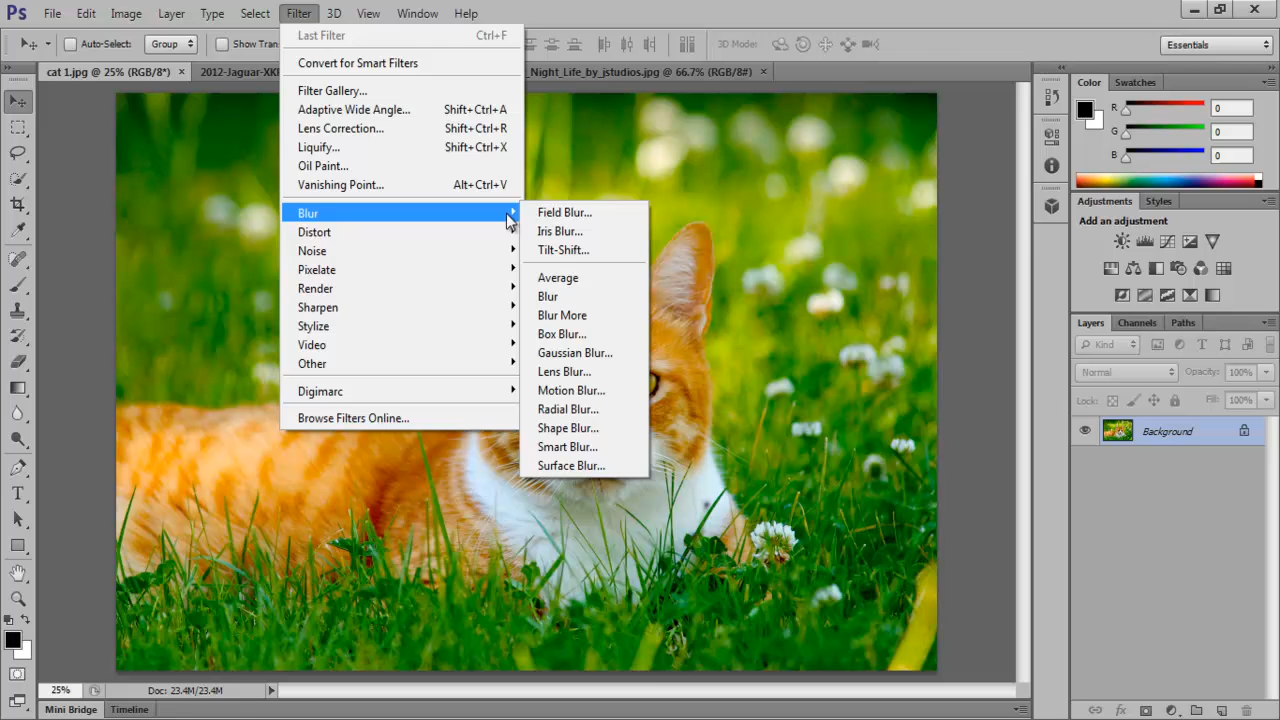 Ps File Edit Image Layer Type Select Filter 3D View Window Help
Auto-Select: Group Show Tran 3D Mode: Essentials
cat 1.jpg @ 25% (RGB/8*) × 2012-Jaguar-XKR _Night_Life_by_jstudios.jpg @ 66.7% (RGB/8#) ×
Last Filter Ctrl+F
Convert for Smart Filters
Filter Gallery...
Adaptive Wide Angle... Shift+Ctrl+A
Lens Correction... Shift+Ctrl+R
Liquify... Shift+Ctrl+X
Oil Paint...
Vanishing Point... Alt+Ctrl+V
Blur
Distort
Noise
Pixelate
Render
Sharpen
Stylize
Video
Other
Digimarc
Browse Filters Online...
Field Blur...
Iris Blur...
Tilt-Shift...
Average
Blur
Blur More
Box Blur...
Gaussian Blur...
Lens Blur...
Motion Blur...
Radial Blur...
Shape Blur...
Smart Blur...
Surface Blur...
Color Swatches
R 0
G 0
B 0
Adjustments Styles
Add an adjustment
Layers Channels Paths
Kind
Normal Opacity: 100%
Lock: Fill: 100%
Background
25% Doc: 23.4M/23.4M
Mini Bridge Timeline